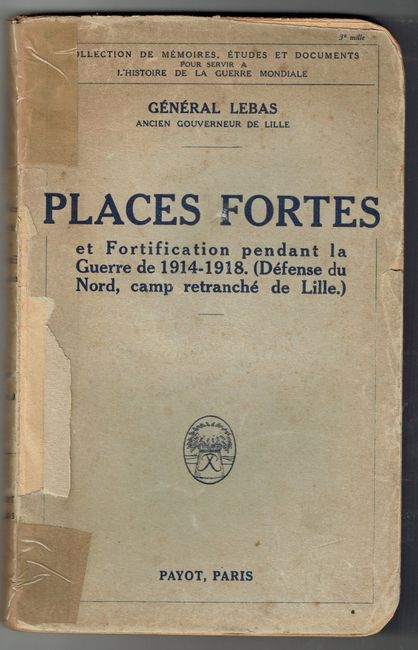 3e mille
COLLECTION DE MÉMOIRES, ÉTUDES ET DOCUMENTS
POUR SERVIR A
L'HISTOIRE DE LA GUERRE MONDIALE
GÉNÉRAL LEBAS
ANCIEN GOUVERNEUR DE LILLE
PLACES FORTES
et Fortification pendant la
Guerre de 1914-1918. (Défense du
Nord, camp retranché de Lille.)
PAYOT, PARIS